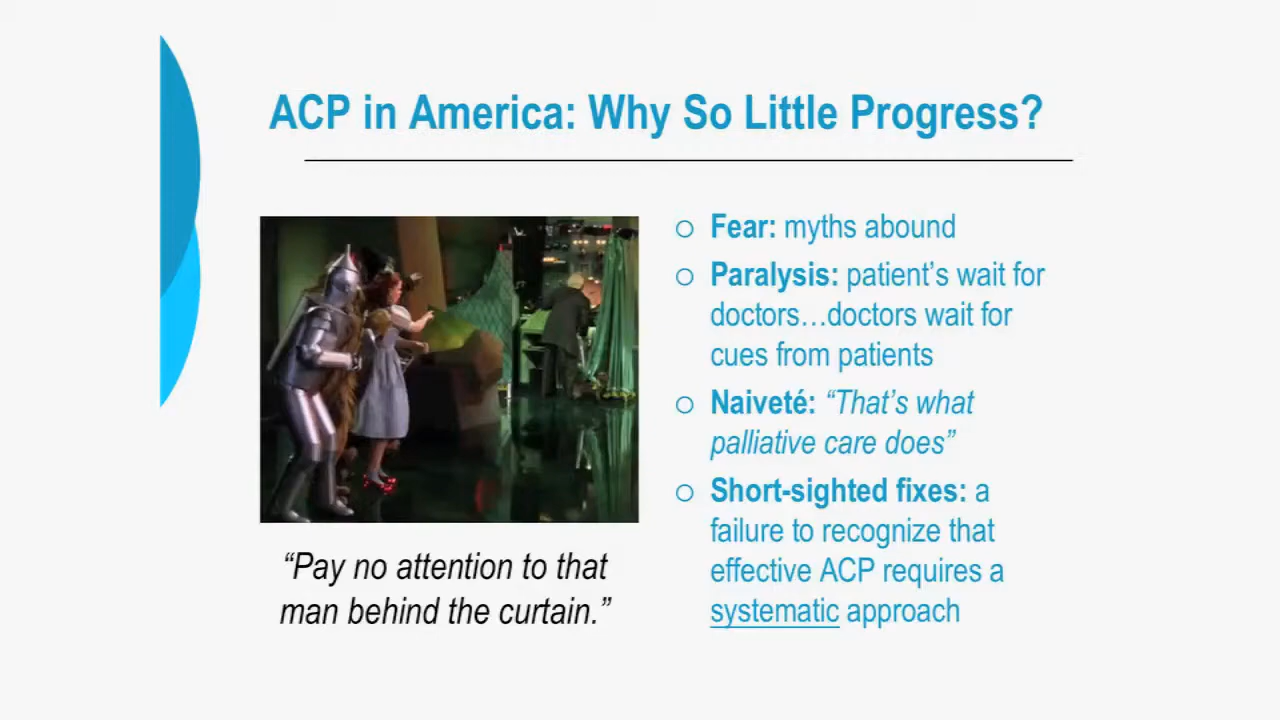 ACP in America: Why So Little Progress?
“Pay no attention to that
man behind the curtain.”
Fear: myths abound
Paralysis: patient’s wait for
doctors…doctors wait for
cues from patients
Naiveté: “That’s what
palliative care does”
Short-sighted fixes: a
failure to recognize that
effective ACP requires a
systematic approach